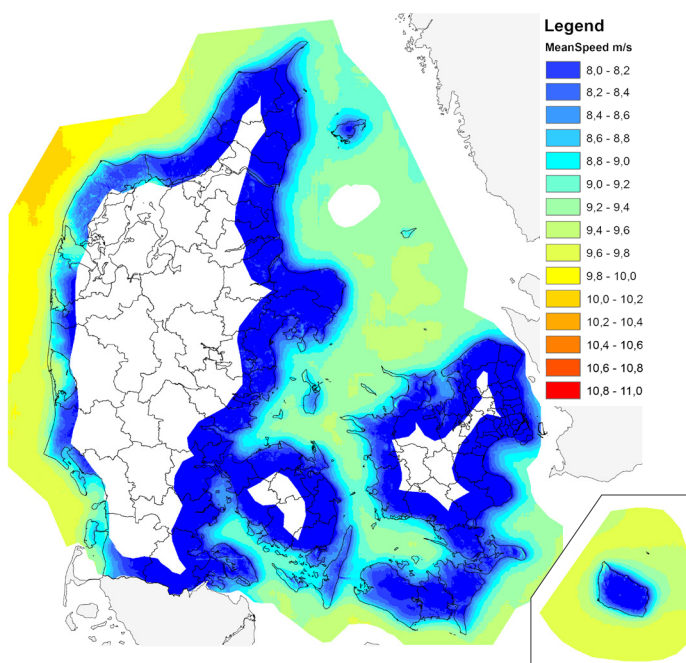 Legend
MeanSpeed m/s
8,0 - 8,2
8,2 - 8,4
8,4 - 8,6
8,6 - 8,8
8,8 - 9,0
9,0 - 9,2
9,2 - 9,4
9,4 - 9,6
9,6 - 9,8
9,8 - 10,0
10,0 - 10,2
10,2 - 10,4
10,4 - 10,6
10,6 - 10,8
10,8 - 11,0